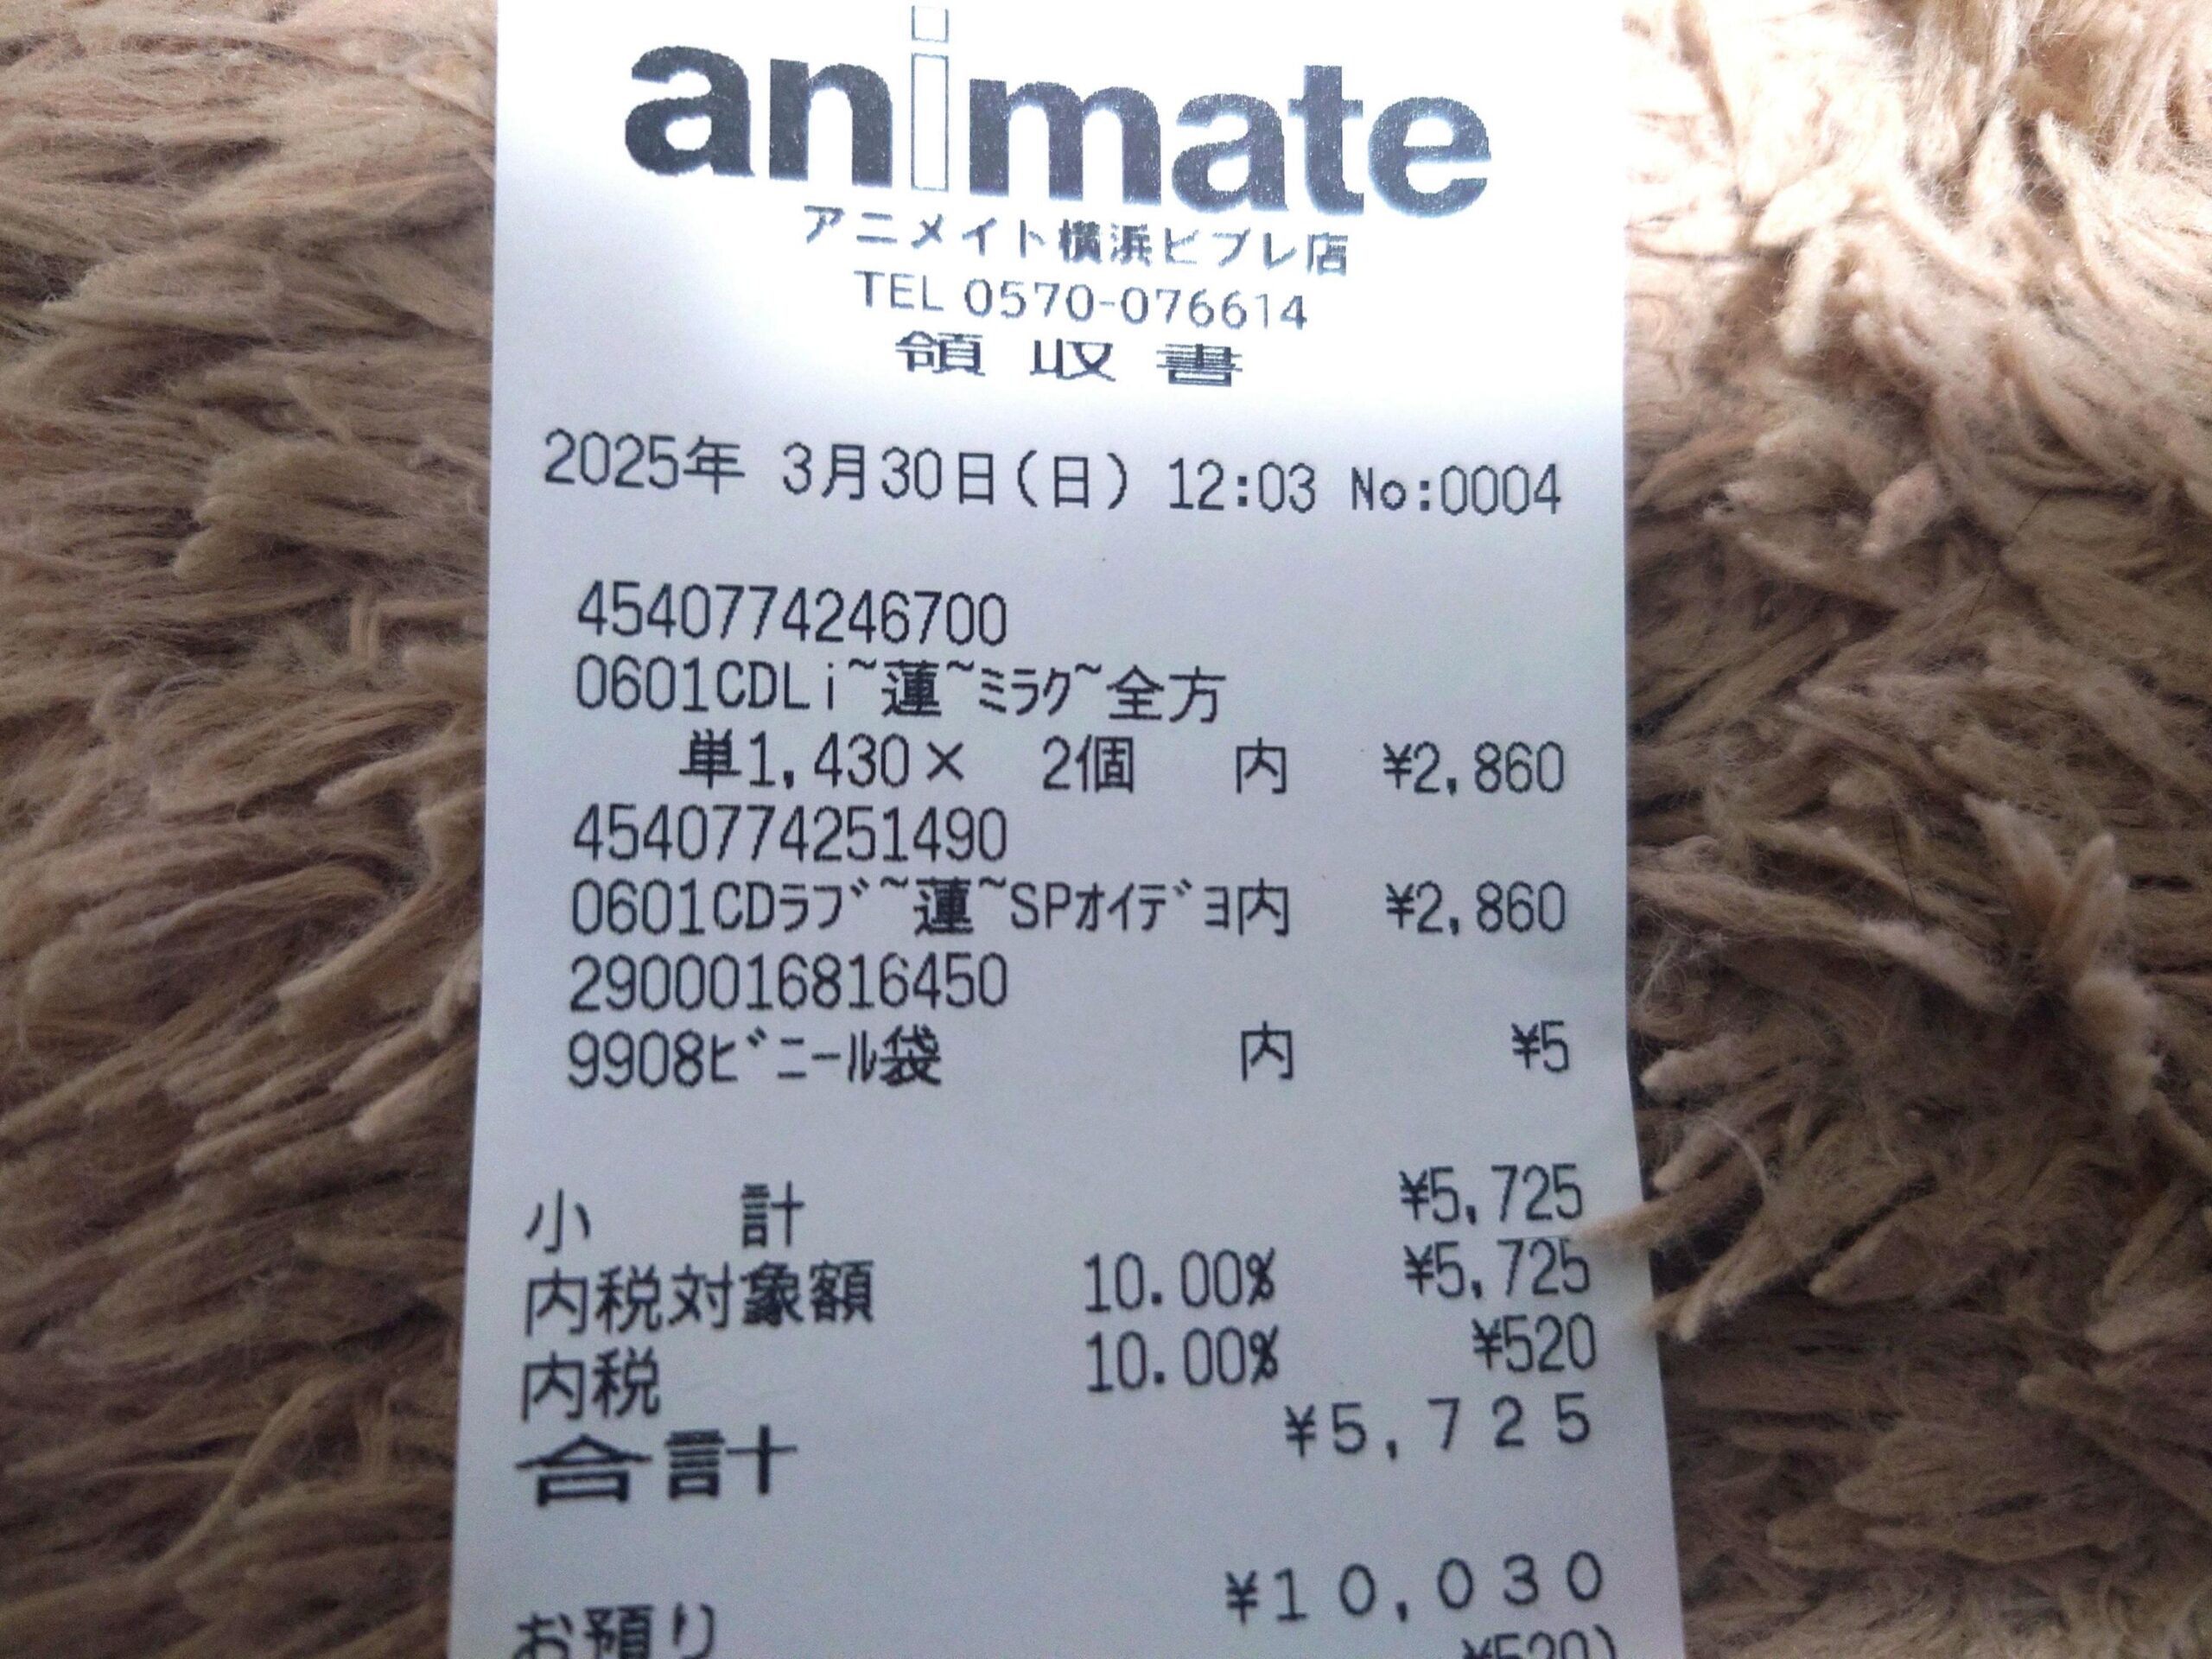 animate
アニメイト横浜ビブレ店
TEL 0570-076614
領収書
2025年 3月30日(日) 12:03 No:0004
4540774246700
0601CDLi~蓮~ﾐﾗｸ~全方
単1,430× 2個 内 ¥2,860
4540774251490
0601CDﾗﾌﾞ~蓮~SPｵｲﾃﾞﾖ内 ¥2,860
2900016816450
9908ﾋﾞﾆｰﾙ袋 内 ¥5
小計 ¥5,725
内税対象額 10.00% ¥5,725
内税 10.00% ¥520
合計 ¥5,725
お預り ¥10,030
¥520)